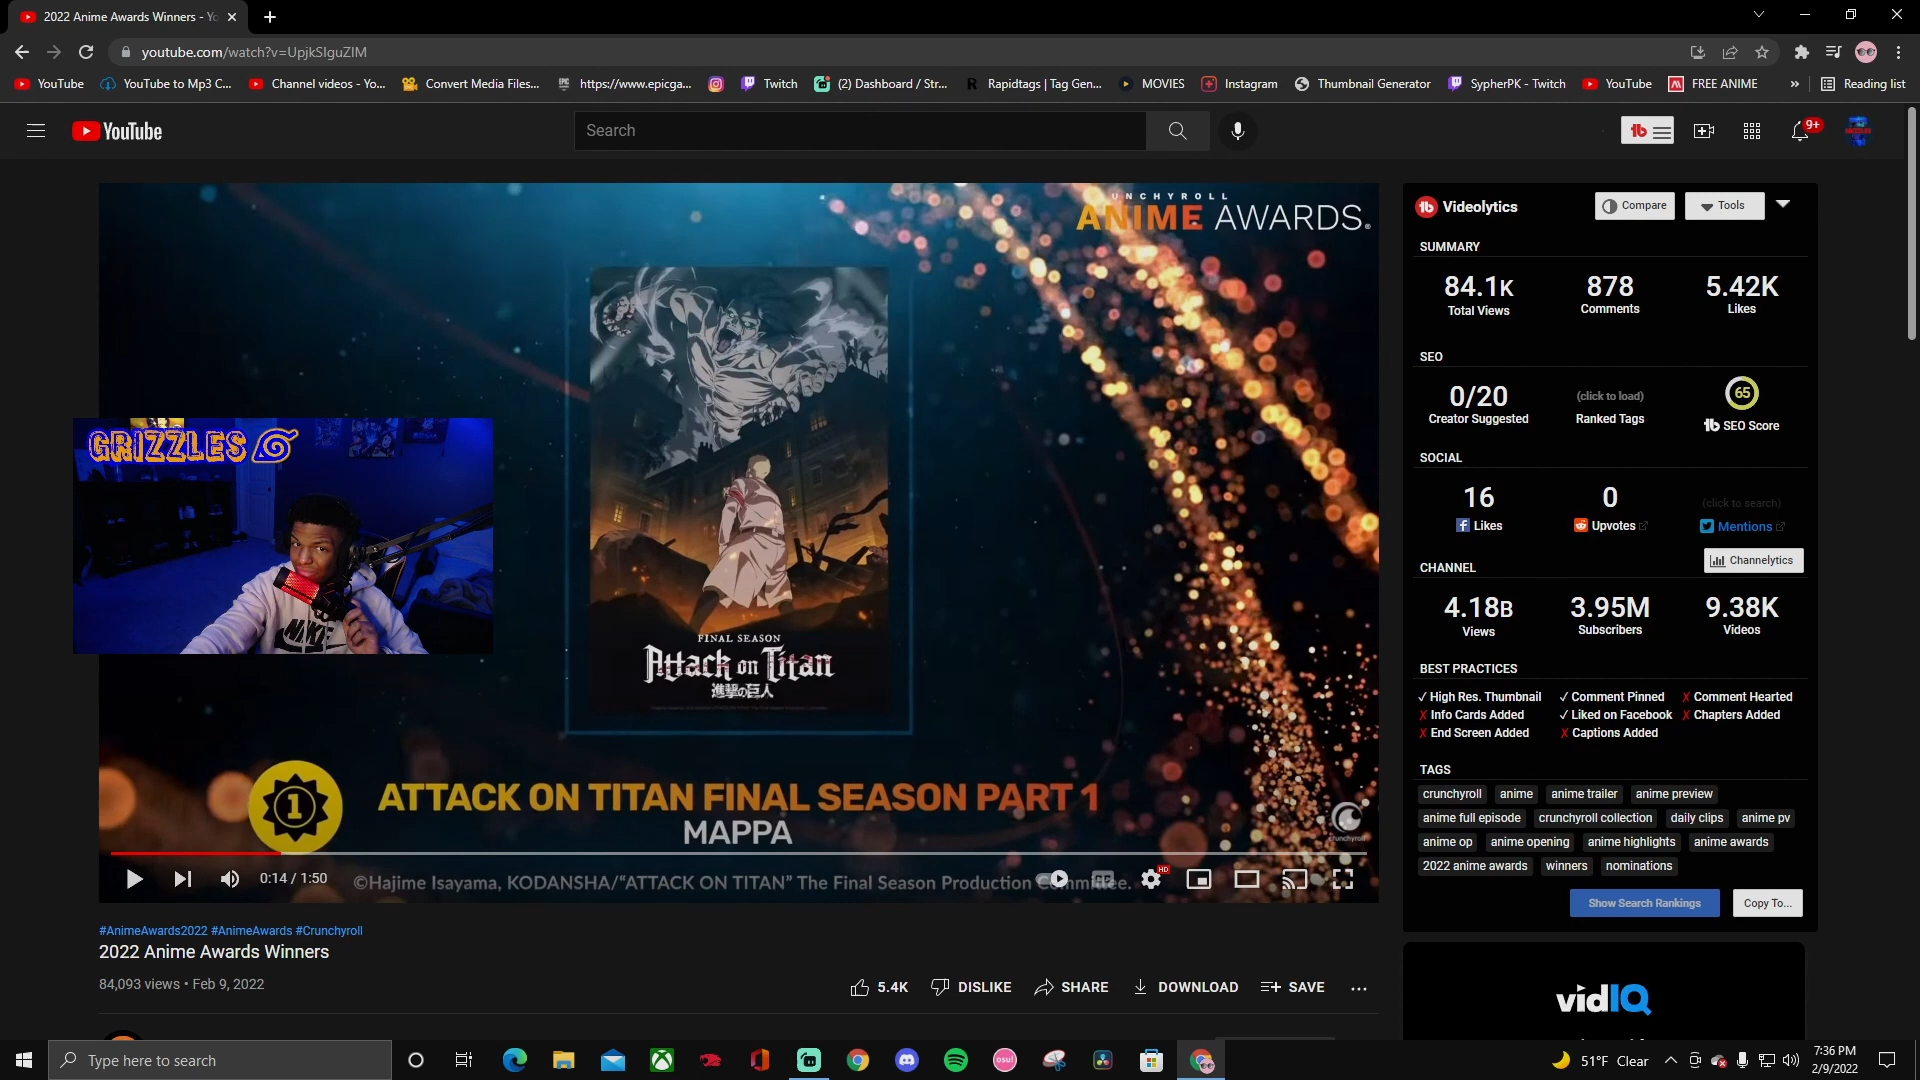 2022 Anime Awards Winners - Yo
youtube.com/watch?v=UpjkSIguZIM
YouTube
YouTube to Mp3 C...
Channel videos - Yo...
Convert Media Files...
https://www.epicga...
Twitch
(2) Dashboard / Str...
Rapidtags | Tag Gen...
MOVIES
Instagram
Thumbnail Generator
SypherPK - Twitch
YouTube
FREE ANIME
»
Reading list
YouTube
Search
9+
UNCHYROLL
ANIME AWARDS.
GRIZZLES
NIKE
FINAL SEASON
Attack on Titan
進撃の巨人
1
ATTACK ON TITAN FINAL SEASON PART 1
MAPPA
crunchyroll
0:14 / 1:50
HD
©Hajime Isayama, KODANSHA/“ATTACK ON TITAN” The Final Season Production Committee.
#AnimeAwards2022 #AnimeAwards #Crunchyroll
2022 Anime Awards Winners
84,093 views • Feb 9, 2022
5.4K
DISLIKE
SHARE
DOWNLOAD
SAVE
Videolytics
Compare
Tools
SUMMARY
84.1K 878 5.42K
Total Views Comments Likes
SEO
0/20 (click to load) 65
Creator Suggested Ranked Tags SEO Score
SOCIAL
16 0 (click to search)
Likes Upvotes Mentions
CHANNEL
Channelytics
4.18B 3.95M 9.38K
Views Subscribers Videos
BEST PRACTICES
✓ High Res. Thumbnail ✓ Comment Pinned ✗ Comment Hearted
✗ Info Cards Added ✓ Liked on Facebook ✗ Chapters Added
✗ End Screen Added ✗ Captions Added
TAGS
crunchyroll anime anime trailer anime preview
anime full episode crunchyroll collection daily clips anime pv
anime op anime opening anime highlights anime awards
2022 anime awards winners nominations
Show Search Rankings
Copy To...
vidIQ
Type here to search
osu!
51°F Clear
7:36 PM
2/9/2022